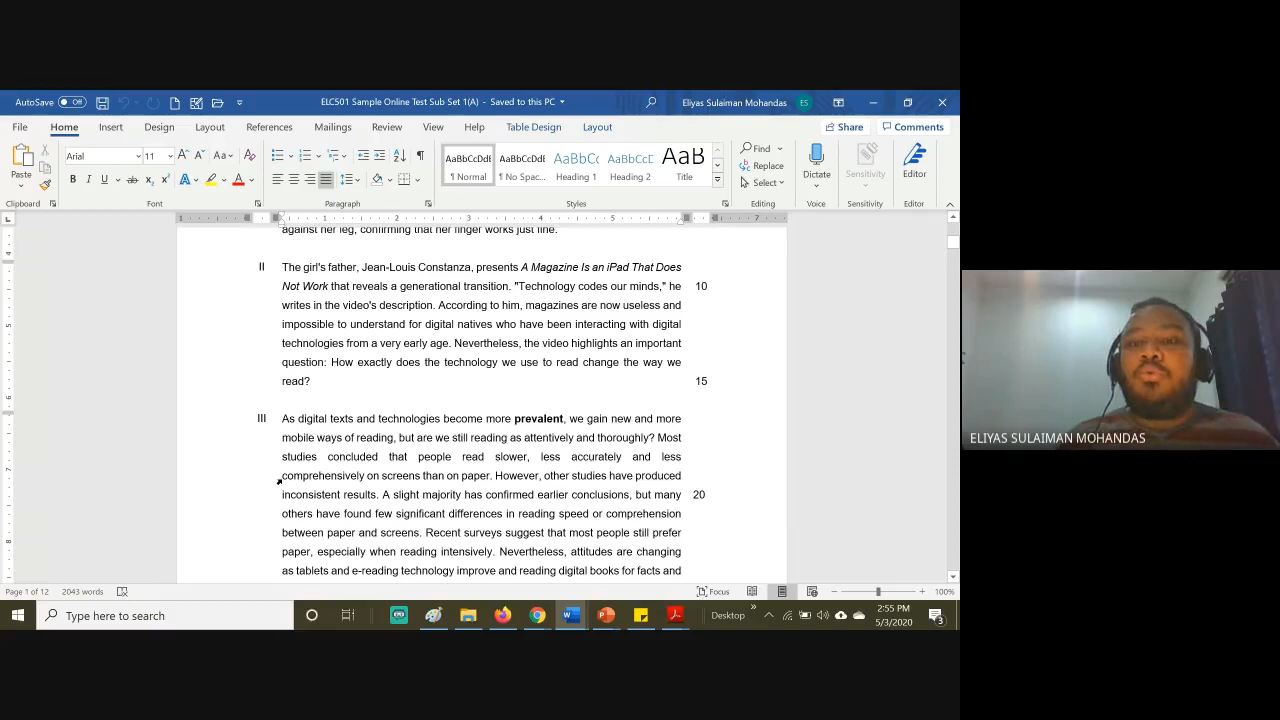 AutoSave Off ELC501 Sample Online Test Sub Set 1(A) - Saved to this PC Eliyas Sulaiman Mohandas ES
File Home Insert Design Layout References Mailings Review View Help Table Design Layout Share Comments
Paste Arial 11 AaBbCcDdE AaBbCcDdE AaBbCc AaBbCcE AaB Find Replace Select Dictate Sensitivity Editor
¶ Normal ¶ No Spac... Heading 1 Heading 2 Title
Clipboard Font Paragraph Styles Editing Voice Sensitivity Editor
against her leg, confirming that her finger works just fine.
II The girl's father, Jean-Louis Constanza, presents A Magazine Is an iPad That Does
Not Work that reveals a generational transition. "Technology codes our minds," he 10
writes in the video's description. According to him, magazines are now useless and
impossible to understand for digital natives who have been interacting with digital
technologies from a very early age. Nevertheless, the video highlights an important
question: How exactly does the technology we use to read change the way we
read? 15
III As digital texts and technologies become more prevalent, we gain new and more
mobile ways of reading, but are we still reading as attentively and thoroughly? Most
studies concluded that people read slower, less accurately and less
comprehensively on screens than on paper. However, other studies have produced
inconsistent results. A slight majority has confirmed earlier conclusions, but many 20
others have found few significant differences in reading speed or comprehension
between paper and screens. Recent surveys suggest that most people still prefer
paper, especially when reading intensively. Nevertheless, attitudes are changing
as tablets and e-reading technology improve and reading digital books for facts and
Page 1 of 12 2043 words Focus 100%
Type here to search Desktop 2:55 PM
5/3/2020 3
ELIYAS SULAIMAN MOHANDAS